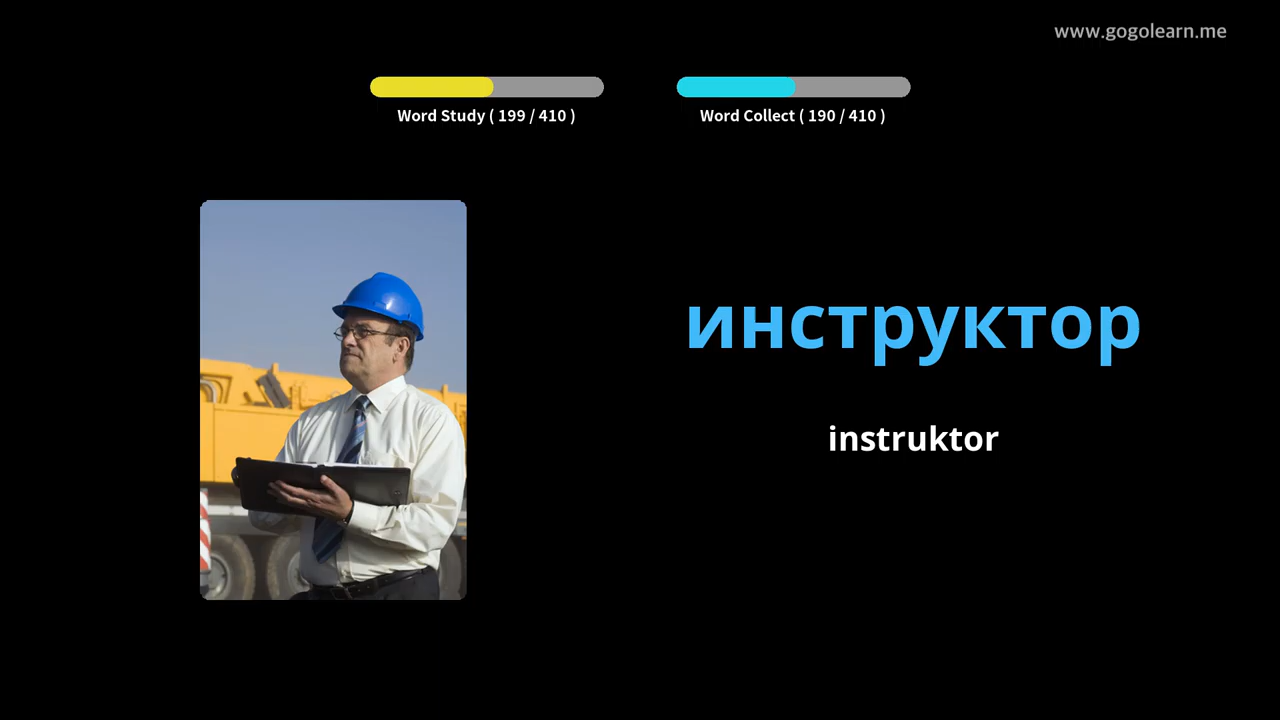 www.gogolearn.me
Word Study ( 199 / 410 )
Word Collect ( 190 / 410 )
инструктор
instruktor